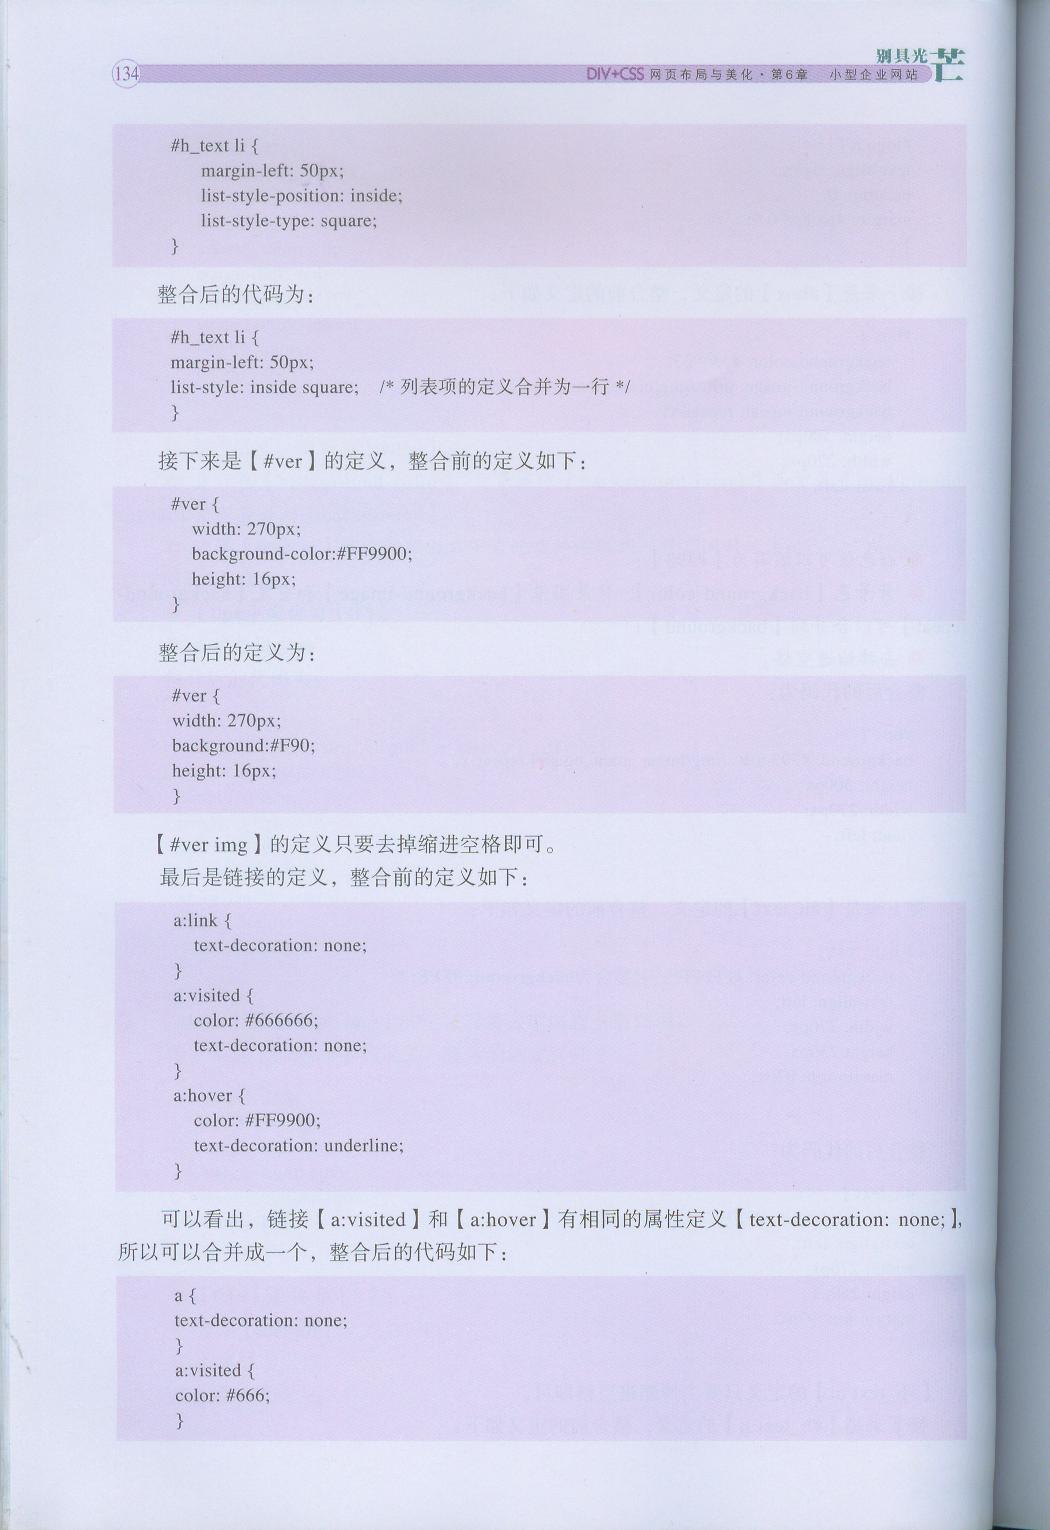 134
别具光芒
DIV+CSS 网页布局与美化·第6章 小型企业网站
#h_text li {
margin-left: 50px;
list-style-position: inside;
list-style-type: square;
}
整合后的代码为：
#h_text li {
margin-left: 50px;
list-style: inside square; /* 列表项的定义合并为一行 */
}
接下来是【#ver】的定义，整合前的定义如下：
#ver {
width: 270px;
background-color:#FF9900;
height: 16px;
}
整合后的定义为：
#ver {
width: 270px;
background:#F90;
height: 16px;
}
【#ver img】的定义只要去掉缩进空格即可。
最后是链接的定义，整合前的定义如下：
a:link {
text-decoration: none;
}
a:visited {
color: #666666;
text-decoration: none;
}
a:hover {
color: #FF9900;
text-decoration: underline;
}
可以看出，链接【a:visited】和【a:hover】有相同的属性定义【text-decoration: none;】，
所以可以合并成一个，整合后的代码如下：
a {
text-decoration: none;
}
a:visited {
color: #666;
}